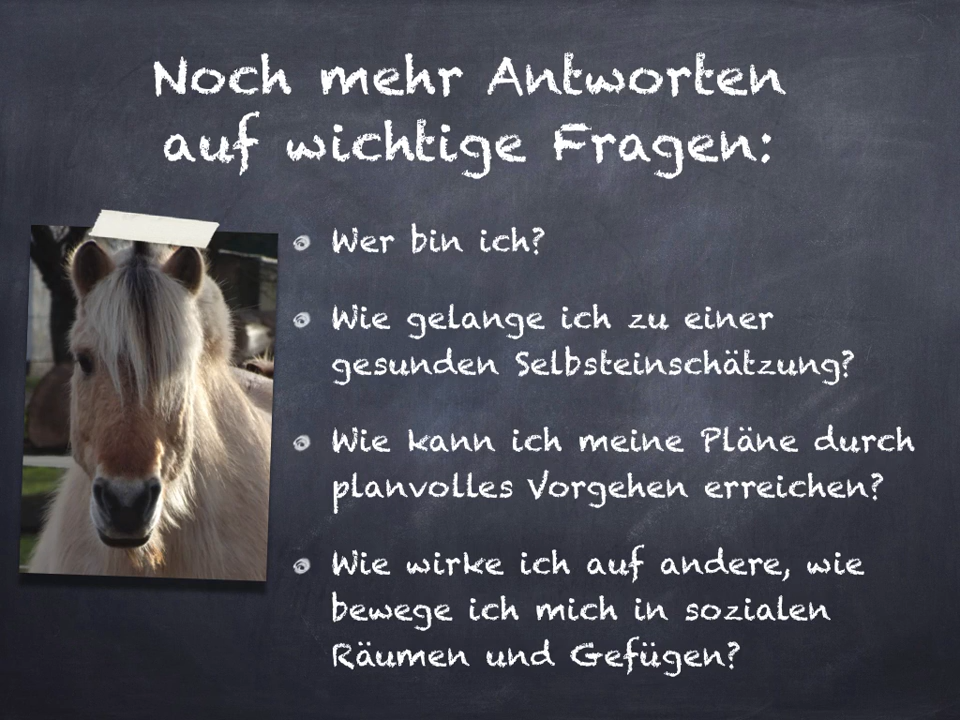 Noch mehr Antworten
auf wichtige Fragen:
Wer bin ich?
Wie gelange ich zu einer
gesunden Selbsteinschätzung?
Wie kann ich meine Pläne durch
planvolles Vorgehen erreichen?
Wie wirke ich auf andere, wie
bewege ich mich in sozialen
Räumen und Gefügen?